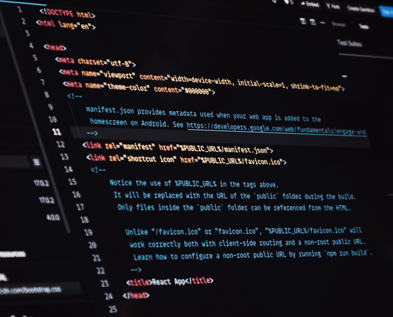 Embed
Fork
Create Sandbox
Browser
Tests
Test Suites
1 <!DOCTYPE html>
2 <html lang="en">
3
4 <head>
5 <meta charset="utf-8">
6 <meta name="viewport" content="width=device-width, initial-scale=1, shrink-to-fit=no">
7 <meta name="theme-color" content="#000000">
8 <!--
9 manifest.json provides metadata used when your web app is added to the
10 homescreen on Android. See https://developers.google.com/web/fundamentals/engage-and
11 -->
12 <link rel="manifest" href="%PUBLIC_URL%/manifest.json">
13 <link rel="shortcut icon" href="%PUBLIC_URL%/favicon.ico">
14 <!--
15 Notice the use of %PUBLIC_URL% in the tags above.
16 It will be replaced with the URL of the `public` folder during the build.
17 Only files inside the `public` folder can be referenced from the HTML.
18
19 Unlike "/favicon.ico" or "favicon.ico", "%PUBLIC_URL%/favicon.ico" will
20 work correctly both with client-side routing and a non-root public URL.
21 Learn how to configure a non-root public URL by running `npm run build`.
22 -->
23 <title>React App</title>
24 </head>
25
17.0.2
17.0.2
4.0.0